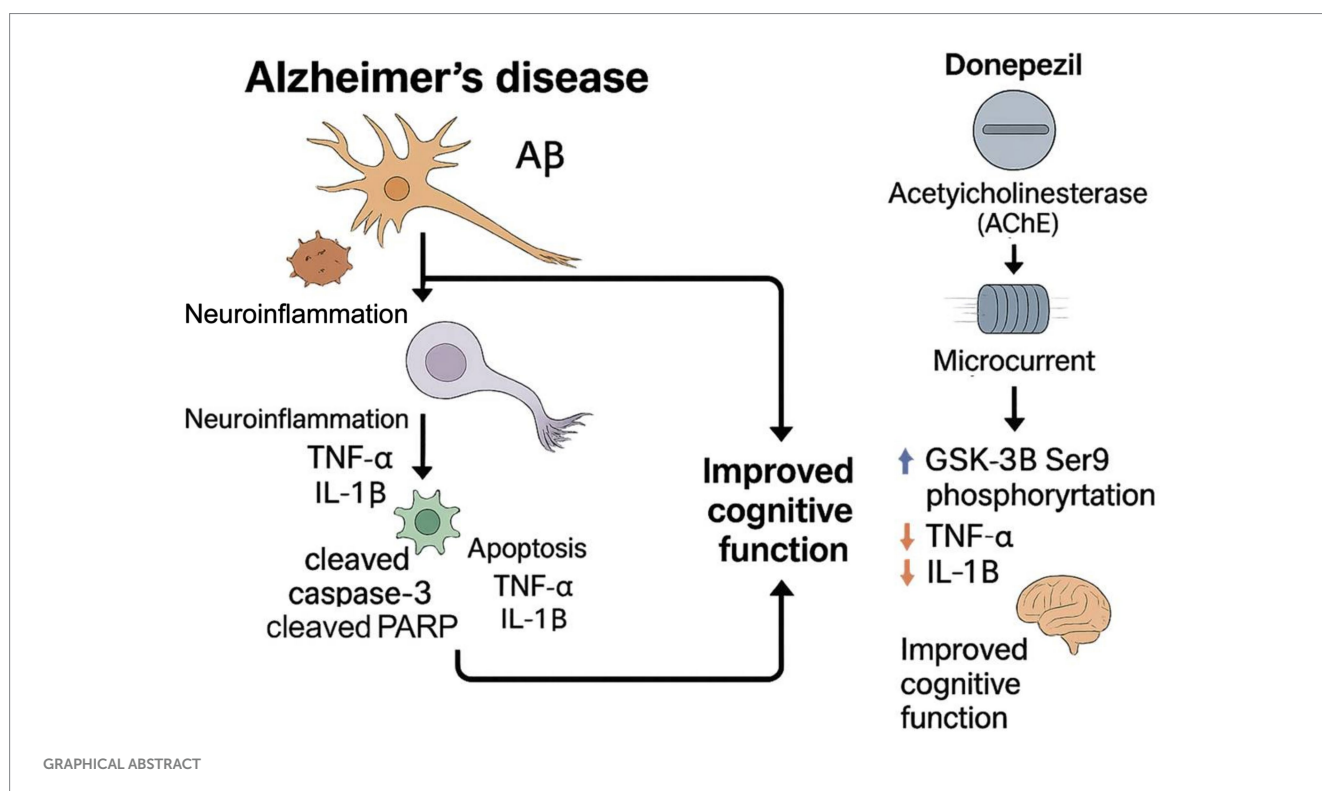 Alzheimer's disease
Aβ
Neuroinflammation
Neuroinflammation
TNF-α
IL-1β
cleaved
caspase-3
cleaved PARP
Apoptosis
TNF-α
IL-1β
Improved
cognitive
function
Donepezil
Acetyicholinesterase
(AChE)
Microcurrent
GSK-3B Ser9
phosphoryrtation
TNF-α
IL-1B
Improved
cognitive
function
GRAPHICAL ABSTRACT